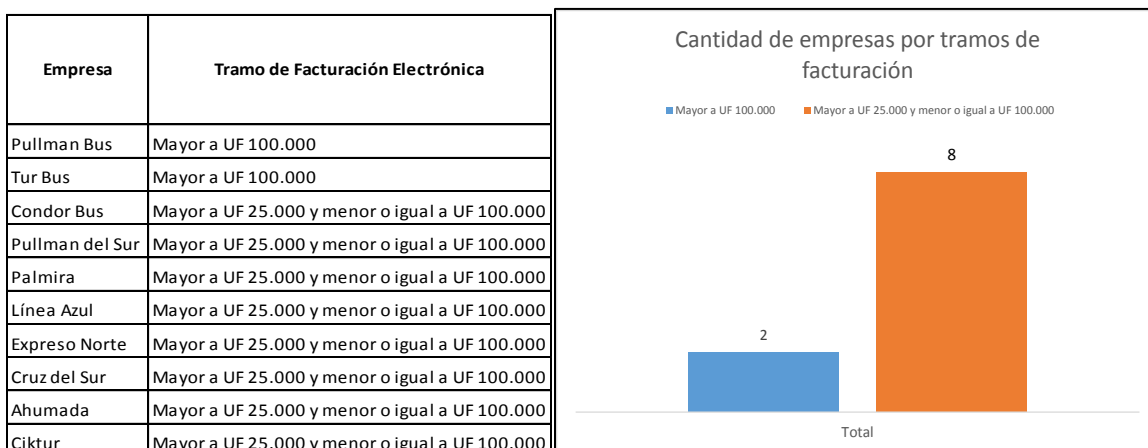 Empresa Tramo de Facturación Electrónica
Pullman Bus Mayor a UF 100.000
Tur Bus Mayor a UF 100.000
Condor Bus Mayor a UF 25.000 y menor o igual a UF 100.000
Pullman del Sur Mayor a UF 25.000 y menor o igual a UF 100.000
Palmira Mayor a UF 25.000 y menor o igual a UF 100.000
Línea Azul Mayor a UF 25.000 y menor o igual a UF 100.000
Expreso Norte Mayor a UF 25.000 y menor o igual a UF 100.000
Cruz del Sur Mayor a UF 25.000 y menor o igual a UF 100.000
Ahumada Mayor a UF 25.000 y menor o igual a UF 100.000
Ciktur Mayor a UF 25.000 y menor o igual a UF 100.000
Cantidad de empresas por tramos de
facturación
Mayor a UF 100.000 Mayor a UF 25.000 y menor o igual a UF 100.000
8
2
Total